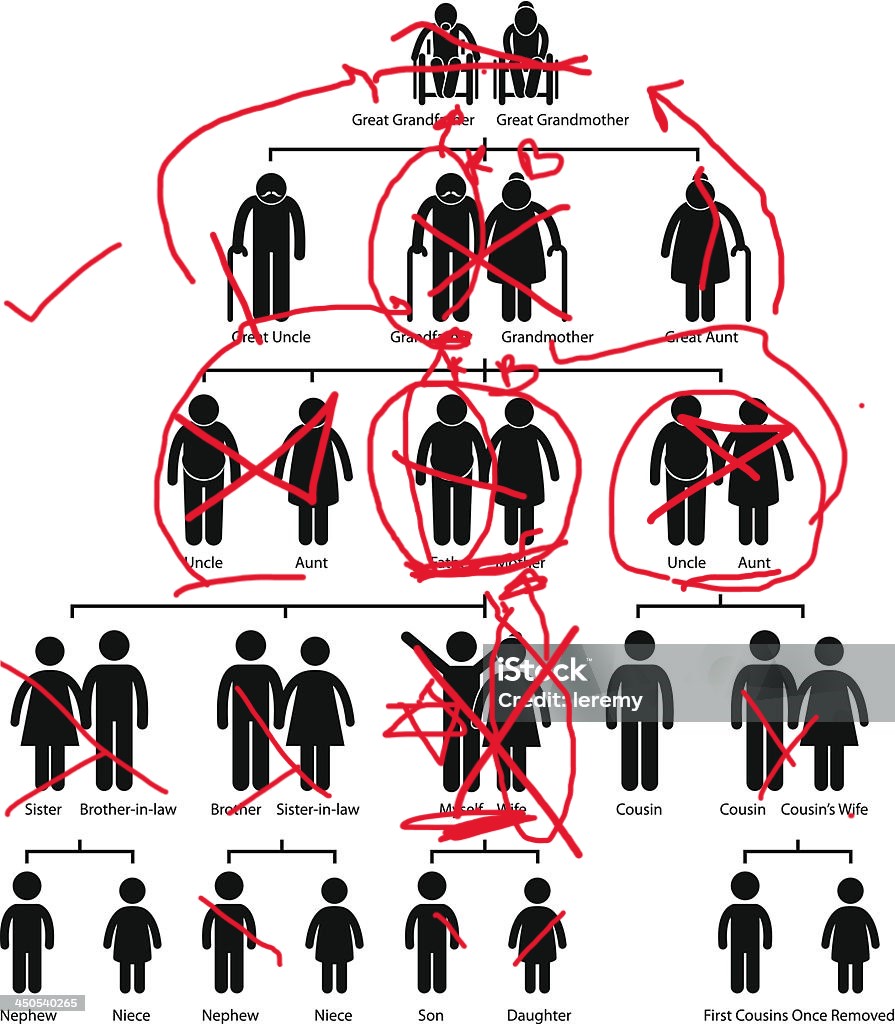 Great Grandfather Great Grandmother
Great Uncle Grandfather Grandmother Great Aunt
Uncle Aunt Father Mother Uncle Aunt
iStock
Credit: leremy
Sister Brother-in-law Brother Sister-in-law Myself Wife Cousin Cousin Cousin's Wife
450540265
Nephew Niece Nephew Niece Son Daughter First Cousins Once Removed